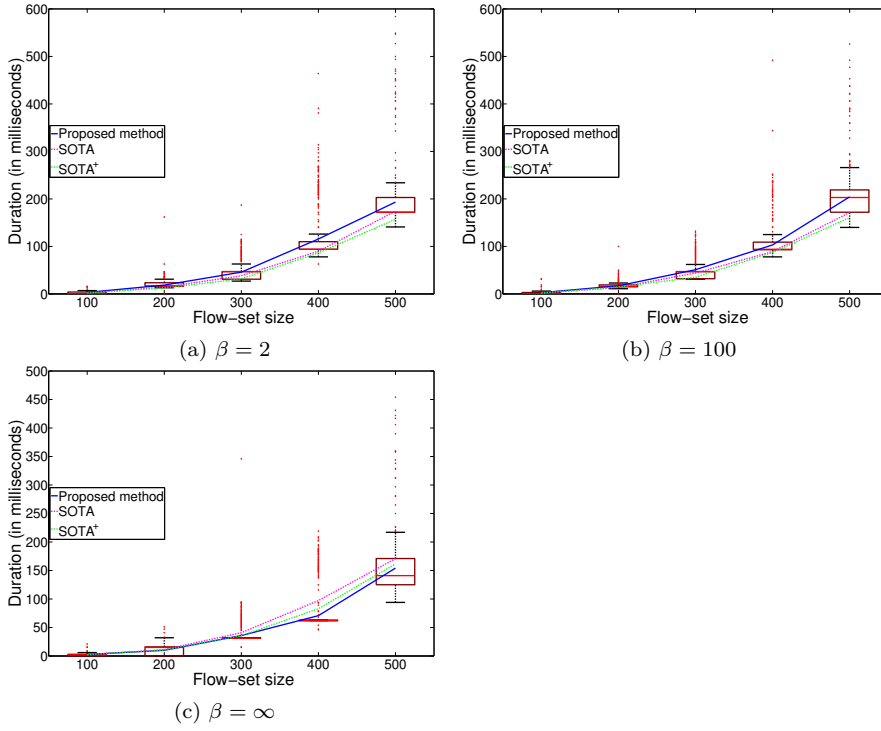 600
500
400
300
200
100
0
Duration (in milliseconds)
Proposed method
SOTA
SOTA+
100 200 300 400 500
Flow−set size
(a) β = 2
600
500
400
300
200
100
0
Duration (in milliseconds)
Proposed method
SOTA
SOTA+
100 200 300 400 500
Flow−set size
(b) β = 100
500
450
400
350
300
250
200
150
100
50
0
Duration (in milliseconds)
Proposed method
SOTA
SOTA+
100 200 300 400 500
Flow−set size
(c) β = ∞